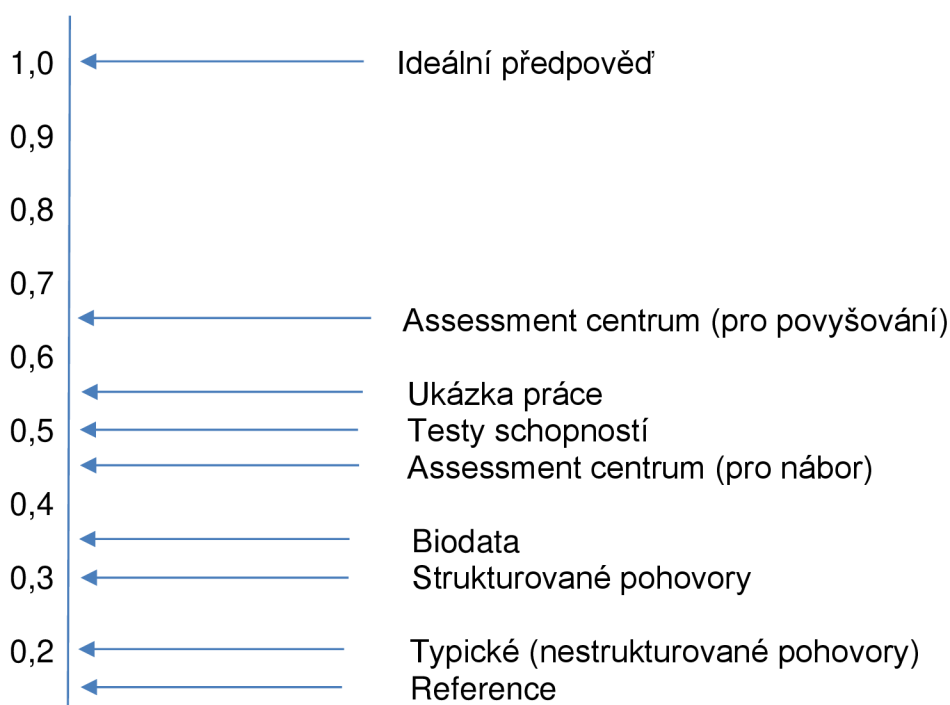 1,0 Ideální předpověď
0,9
0,8
0,7
Assessment centrum (pro povyšování)
0,6
Ukázka práce
0,5 Testy schopností
Assessment centrum (pro nábor)
0,4
Biodata
0,3 Strukturované pohovory
0,2 Typické (nestrukturované pohovory)
Reference